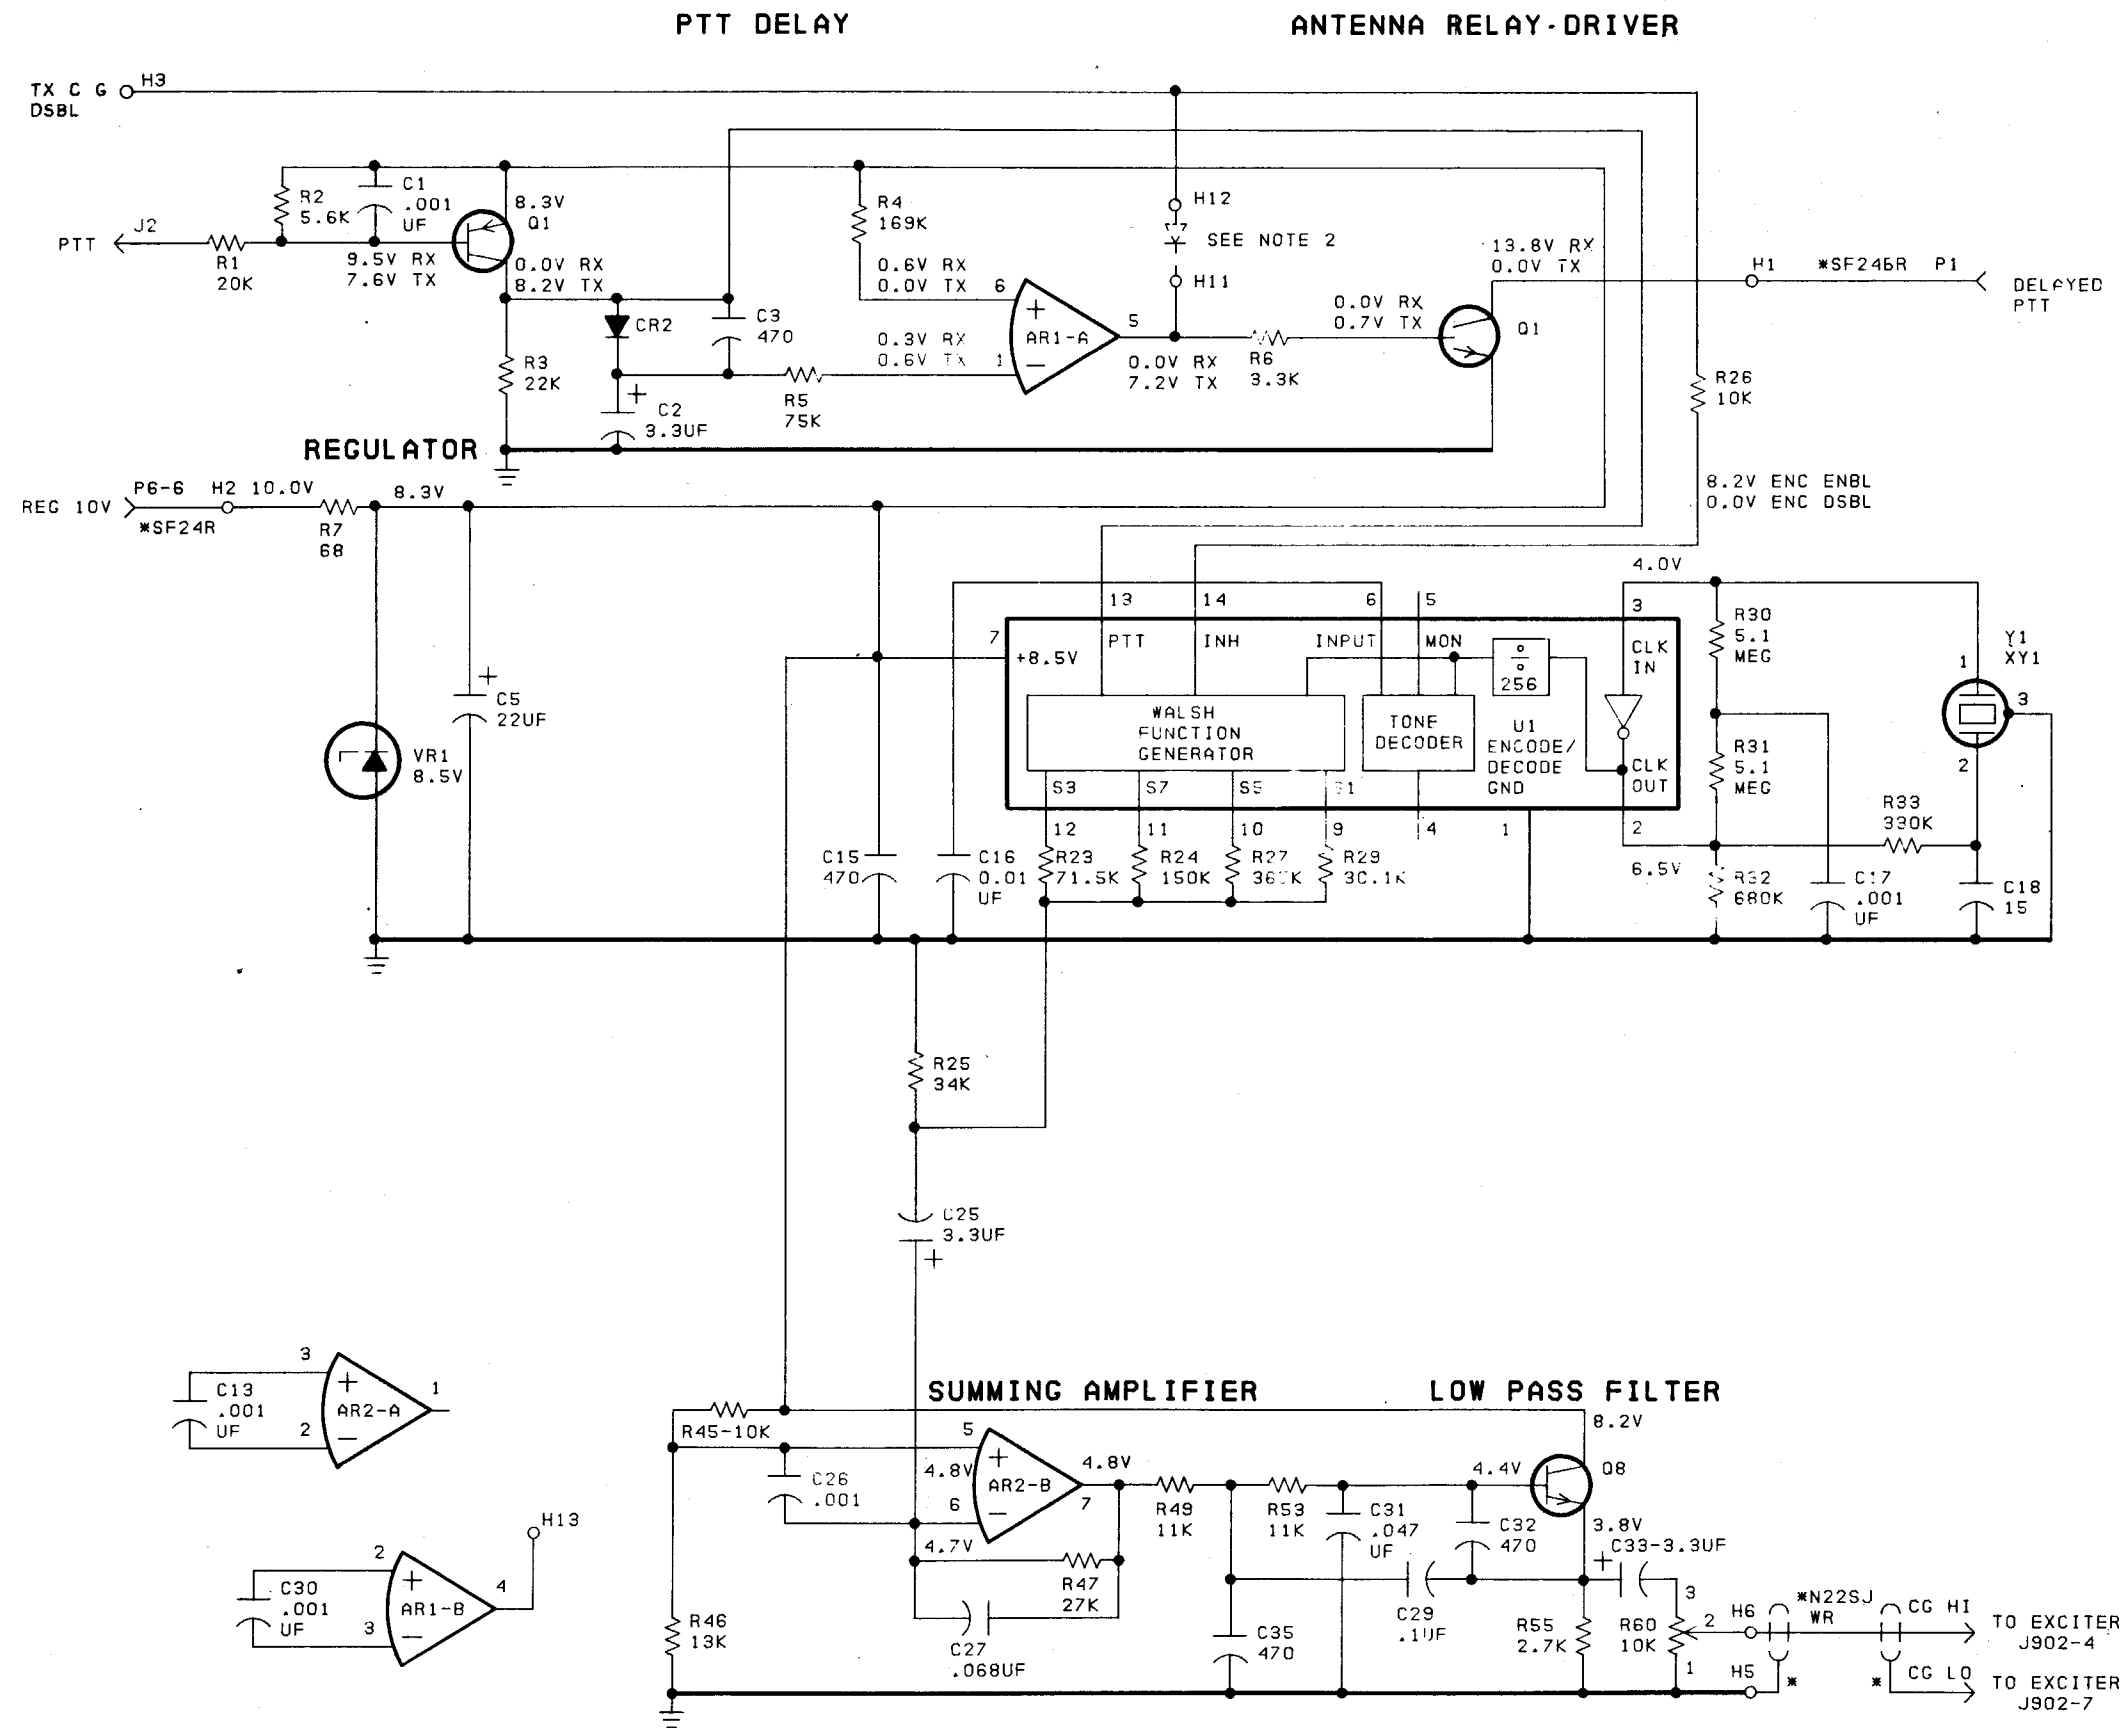 PTT DELAY
ANTENNA RELAY-DRIVER
TX C G
DSBL
H3
J2
PTT
R1
20K
R2
5.6K
C1
.001
UF
9.5V RX
7.6V TX
8.3V
Q1
0.0V RX
8.2V TX
CR2
C3
470
R3
22K
+
C2
3.3UF
R5
75K
R4
169K
0.6V RX
0.0V TX
6
0.3V RX
0.6V TX
1
+
AR1-A
−
5
0.0V RX
7.2V TX
H12
SEE NOTE 2
H11
R6
3.3K
0.0V RX
0.7V TX
Q1
13.8V RX
0.0V TX
H1
*SF24BR
P1
DELAYED
PTT
R26
10K
8.2V ENC ENBL
0.0V ENC DSBL
REGULATOR
REG 10V
P6-6
*SF24R
H2
10.0V
R7
68
8.3V
VR1
8.5V
+
C5
22UF
C15
470
C16
0.01
UF
7
13
14
6
5
3
4.0V
+8.5V
PTT
INH
INPUT
MON
CLK
IN
÷
256
WALSH
FUNCTION
GENERATOR
TONE
DECODER
U1
ENCODE/
DECODE
GND
CLK
OUT
S3
S7
S5
12
11
10
9
4
1
2
6.5V
R23
71.5K
R24
150K
R27
R29
30.1K
R30
5.1
MEG
R31
5.1
MEG
R32
680K
C17
.001
UF
R33
330K
C18
15
Y1
XY1
1
3
2
R25
34K
C25
3.3UF
+
3
C13
.001
UF
2
+
AR2-A
−
1
2
C30
.001
UF
3
+
AR1-B
−
4
H13
SUMMING AMPLIFIER
LOW PASS FILTER
R45-10K
C26
.001
R46
13K
5
4.8V
6
4.7V
+
AR2-B
−
4.8V
7
R47
27K
C27
.068UF
R49
11K
R53
11K
C31
.047
UF
C35
470
C29
.1UF
C32
470
4.4V
Q8
8.2V
3.8V
+
C33-3.3UF
R55
2.7K
R60
10K
3
2
1
H6
*N22SJ
WR
H5
*
*
CG HI
TO EXCITER
J902-4
CG LO
TO EXCITER
J902-7